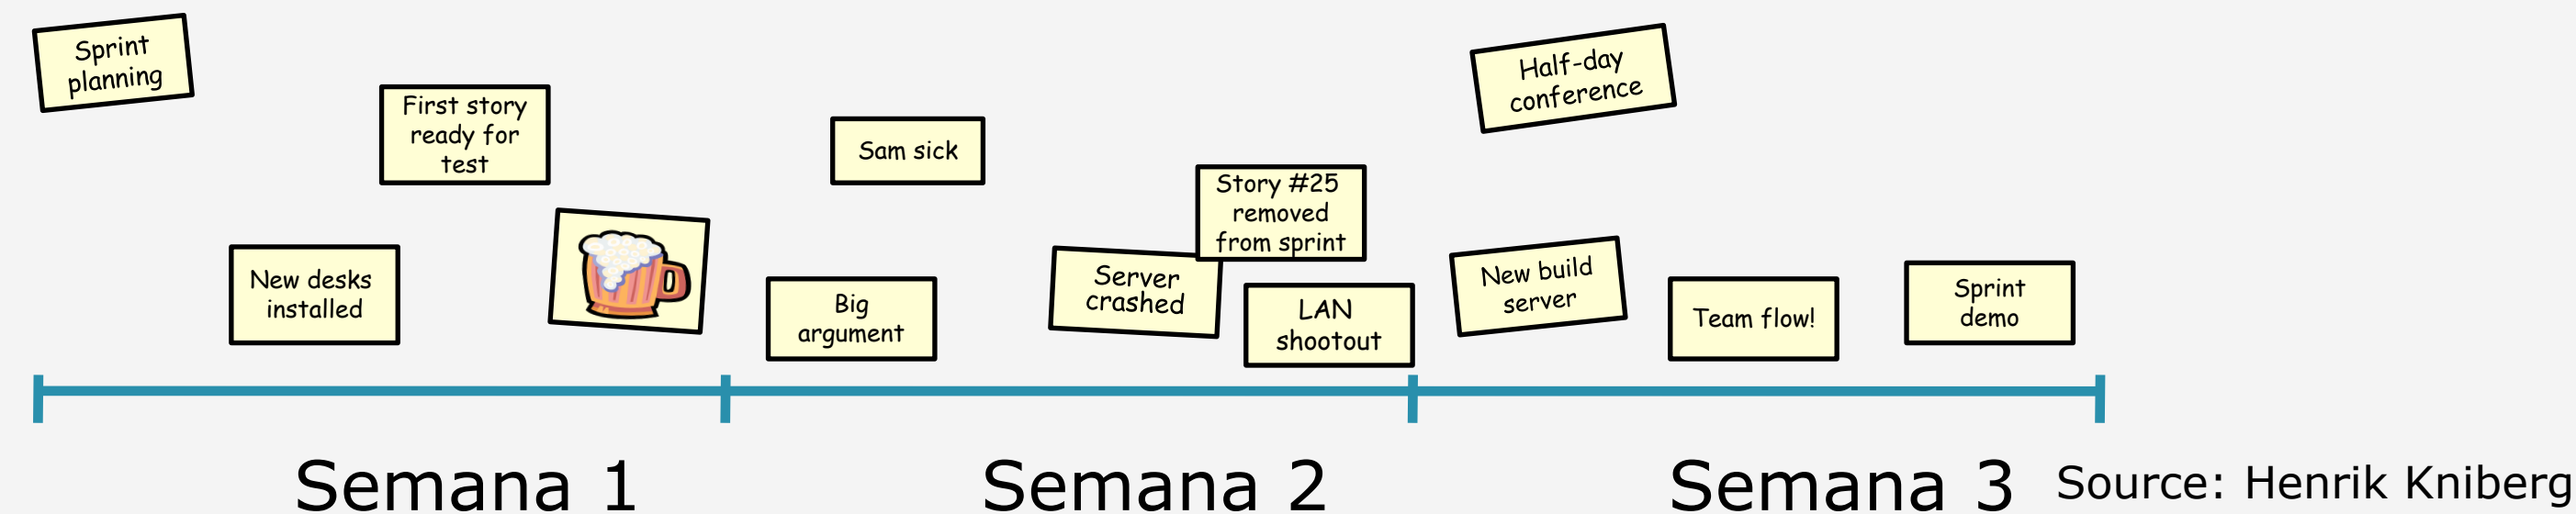 Sprint
planning
First story
ready for
test
New desks
installed
Sam sick
Big
argument
Story #25
removed
from sprint
Server
crashed
LAN
shootout
Half-day
conference
New build
server
Team flow!
Sprint
demo
Semana 1
Semana 2
Semana 3
Source: Henrik Kniberg